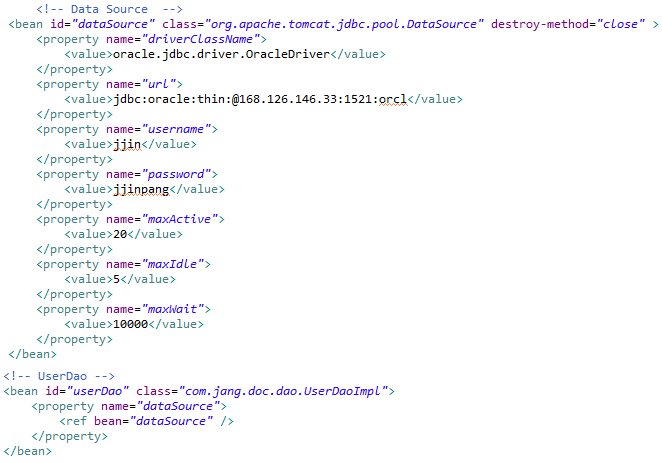 <!-- Data Source  -->
<bean id="dataSource" class="org.apache.tomcat.jdbc.pool.DataSource" destroy-method="close" >
<property name="driverClassName">
<value>oracle.jdbc.driver.OracleDriver</value>
</property>
<property name="url">
<value>jdbc:oracle:thin:@168.126.146.33:1521:orcl</value>
</property>
<property name="username">
<value>jjin</value>
</property>
<property name="password">
<value>jjinpang</value>
</property>
<property name="maxActive">
<value>20</value>
</property>
<property name="maxIdle">
<value>5</value>
</property>
<property name="maxWait">
<value>10000</value>
</property>
</bean>
<!-- UserDao -->
<bean id="userDao" class="com.jang.doc.dao.UserDaoImpl">
<property name="dataSource">
<ref bean="dataSource" />
</property>
</bean>